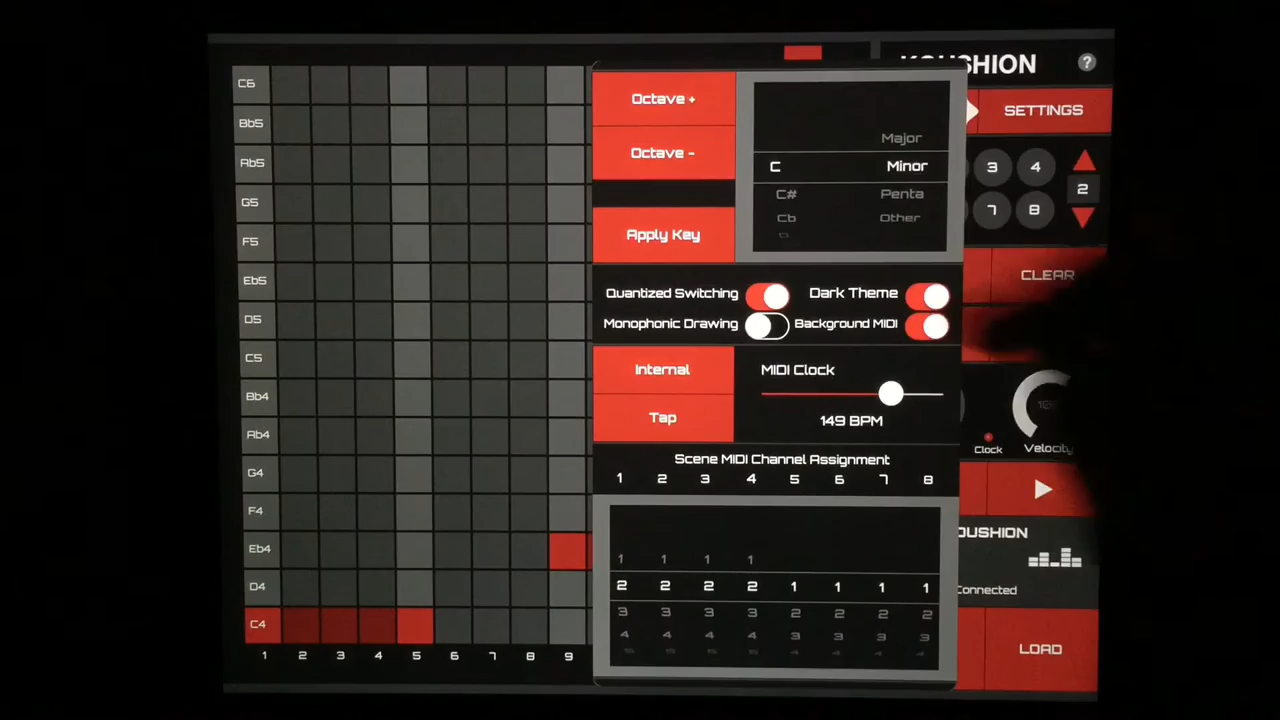 KOUSHION
?
SETTINGS
C6
Bb5
Ab5
G5
F5
Eb5
D5
C5
Bb4
Ab4
G4
F4
Eb4
D4
C4
1 2 3 4 5 6 7 8 9
Octave +
Octave -
Apply Key
Major
C Minor
C# Penta
Cb Other
D
Quantized Switching
Dark Theme
Monophonic Drawing
Background MIDI
Internal
Tap
MIDI Clock
149 BPM
Scene MIDI Channel Assignment
1 2 3 4 5 6 7 8
1 1 1 1
2 2 2 2 1 1 1 1
3 3 3 3 2 2 2 2
4 4 4 4 3 3 3 3
3 4
2
7 8
CLEAR
Clock
Velocity
OUSHION
Connected
LOAD